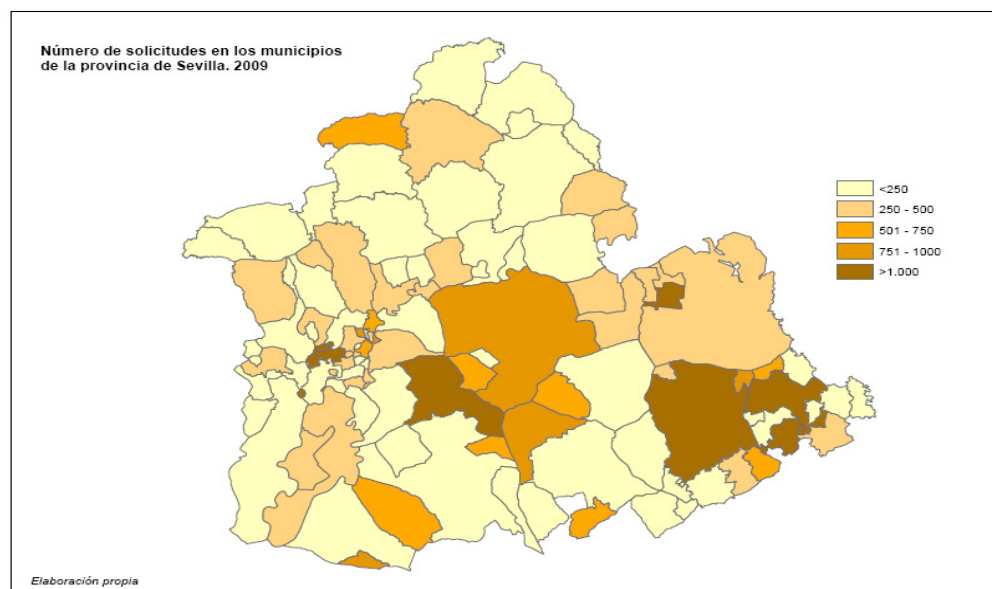 Número de solicitudes en los municipios
de la provincia de Sevilla. 2009
<250
250 - 500
501 - 750
751 - 1000
>1.000
Elaboración propia